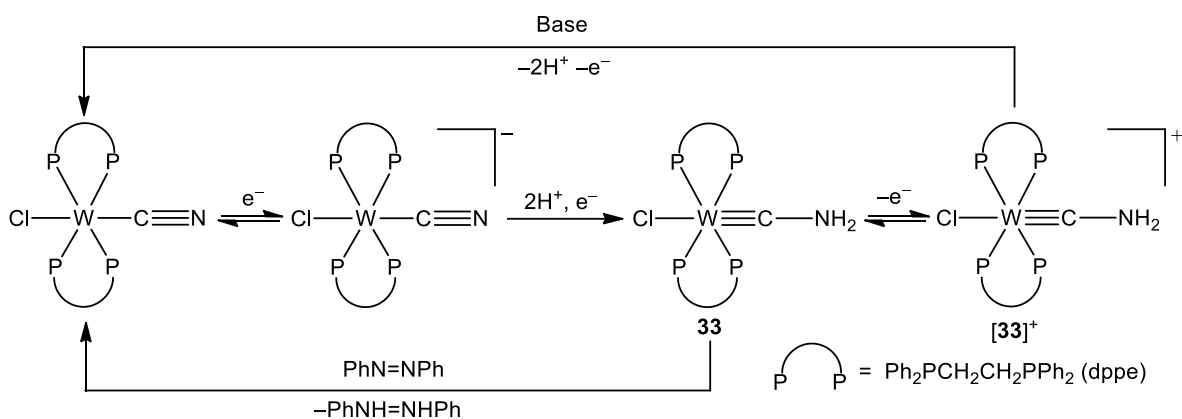 Base
–2H⁺ –e⁻
P P P P ⁻ P P P P ⁺
Cl W C N e⁻ Cl W C N 2H⁺, e⁻ Cl W C NH₂ –e⁻ Cl W C NH₂
P P P P P P P P
33 [33]⁺
PhN=NPh
–PhNH=NHPh
P P = Ph₂PCH₂CH₂PPh₂ (dppe)